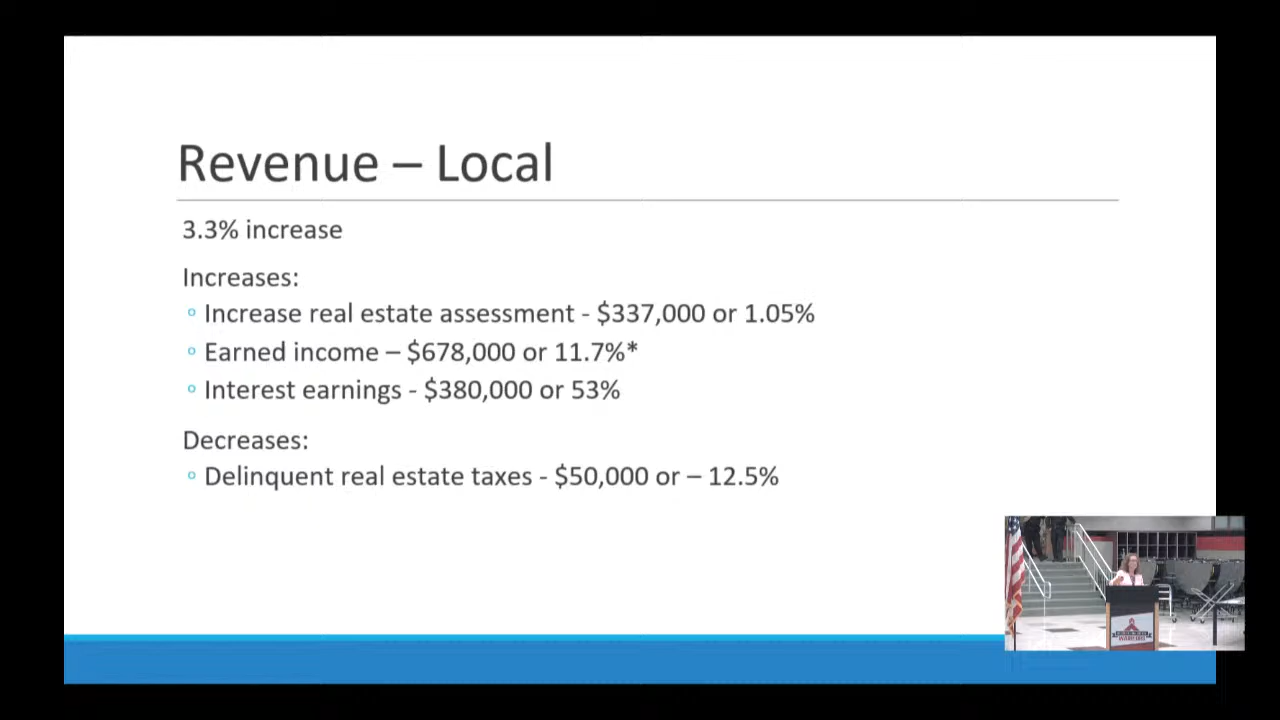 Revenue – Local
3.3% increase
Increases:
◦ Increase real estate assessment - $337,000 or 1.05%
◦ Earned income – $678,000 or 11.7%*
◦ Interest earnings - $380,000 or 53%
Decreases:
◦ Delinquent real estate taxes - $50,000 or – 12.5%